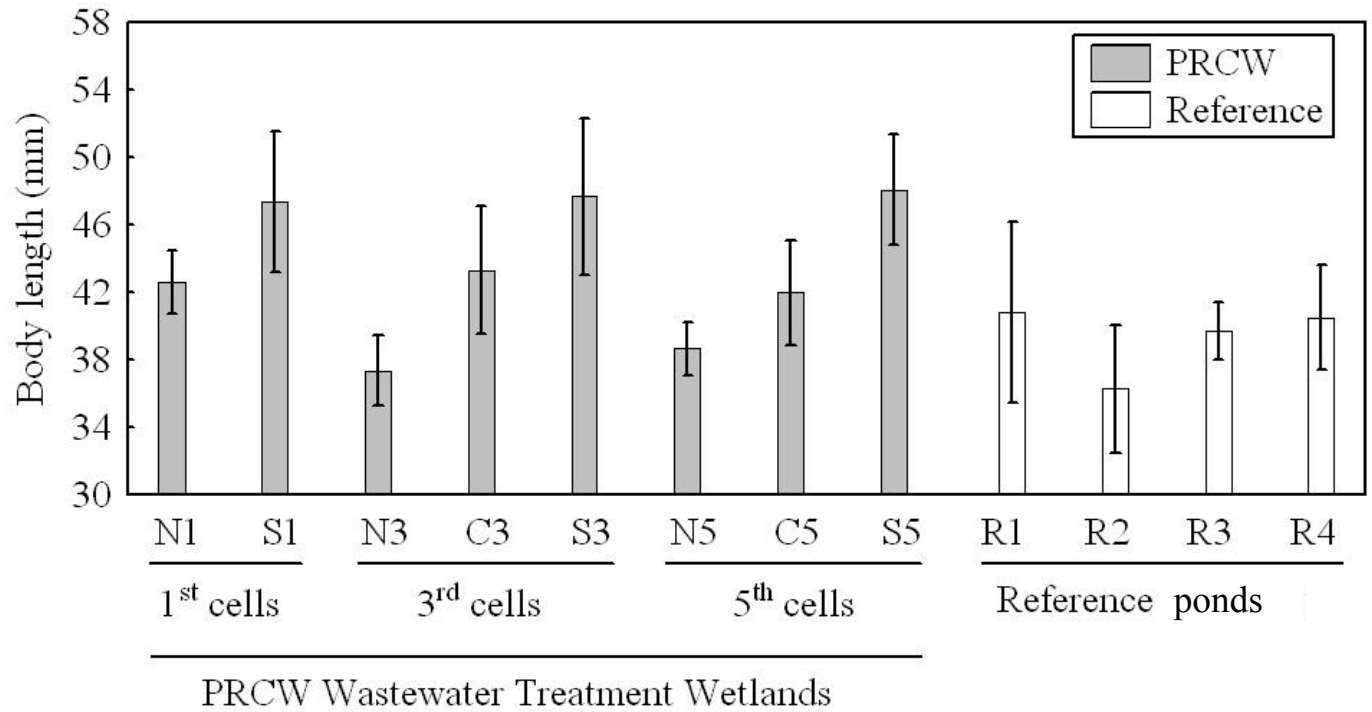 Body length (mm)
58
54
50
46
42
38
34
30
PRCW
Reference
N1 S1 N3 C3 S3 N5 C5 S5 R1 R2 R3 R4
1st cells 3rd cells 5th cells Reference ponds
PRCW Wastewater Treatment Wetlands